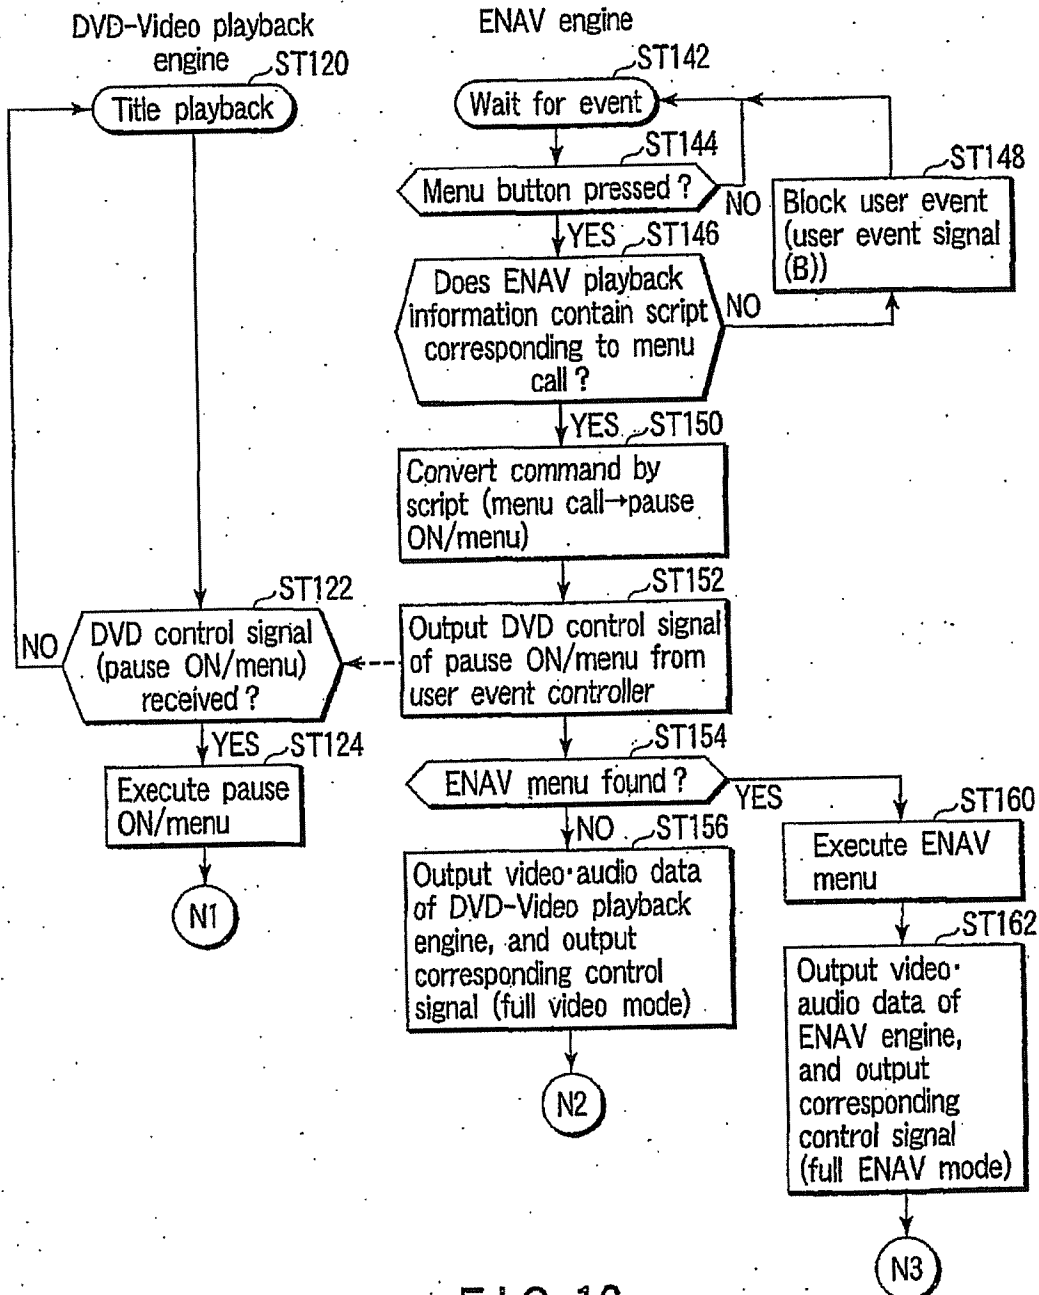 DVD-Video playback
engine
ST120
Title playback
ENAV engine
ST142
Wait for event
ST144
Menu button pressed?
NO
YES
ST146
Does ENAV playback
information contain script
corresponding to menu
call?
NO
ST148
Block user event
(user event signal
(B))
YES
ST150
Convert command by
script (menu call→pause
ON/menu)
ST152
Output DVD control signal
of pause ON/menu from
user event controller
ST122
DVD control signal
(pause ON/menu)
received?
NO
YES
ST124
Execute pause
ON/menu
N1
ST154
ENAV menu found?
YES
NO
ST156
Output video·audio data
of DVD-Video playback
engine, and output
corresponding control
signal (full video mode)
N2
ST160
Execute ENAV
menu
ST162
Output video·
audio data of
ENAV engine,
and output
corresponding
control signal
(full ENAV mode)
N3